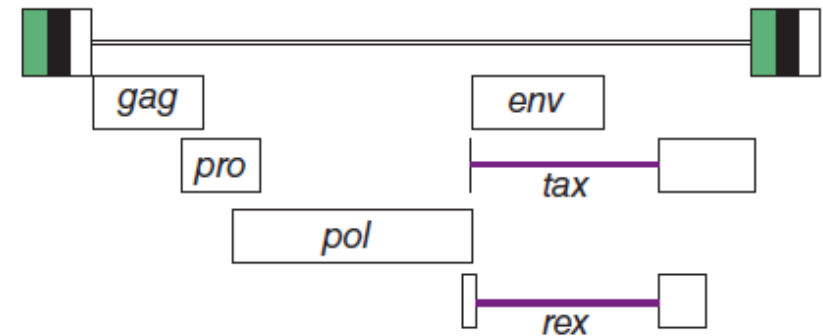 gag
env
pro
tax
pol
rex